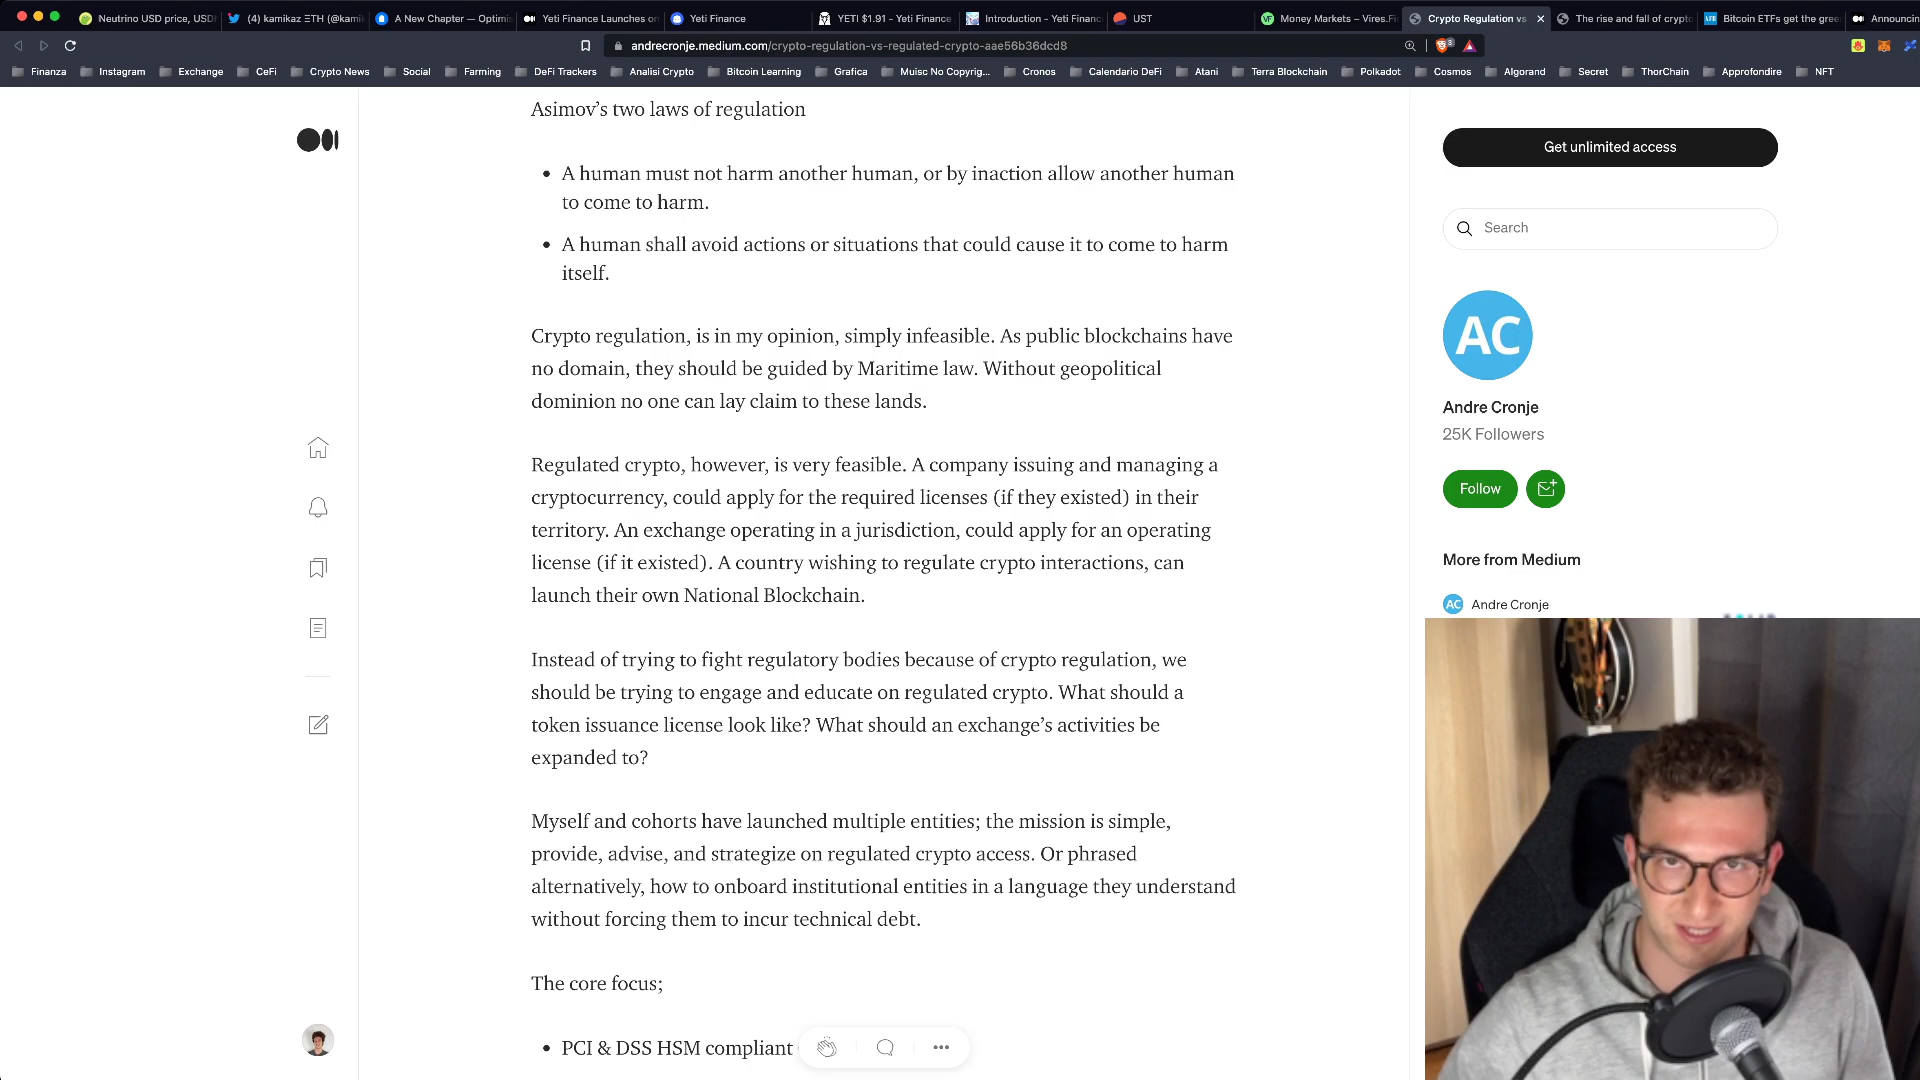 Neutrino USD price, USDI
(4) kamikaz ΞTH (@kami
A New Chapter — Optimis
Yeti Finance Launches on
Yeti Finance
YETI $1.91 - Yeti Finance
Introduction - Yeti Financ
UST
Money Markets – Vires.Fi
Crypto Regulation vs
The rise and fall of crypto
Bitcoin ETFs get the gree
Announcin
andrecronje.medium.com/crypto-regulation-vs-regulated-crypto-aae56b36dcd8
3
Finanza
Instagram
Exchange
CeFi
Crypto News
Social
Farming
DeFi Trackers
Analisi Crypto
Bitcoin Learning
Grafica
Muisc No Copyrig...
Cronos
Calendario DeFi
Atani
Terra Blockchain
Polkadot
Cosmos
Algorand
Secret
ThorChain
Approfondire
NFT
Asimov’s two laws of regulation
• A human must not harm another human, or by inaction allow another human
to come to harm.
• A human shall avoid actions or situations that could cause it to come to harm
itself.
Crypto regulation, is in my opinion, simply infeasible. As public blockchains have
no domain, they should be guided by Maritime law. Without geopolitical
dominion no one can lay claim to these lands.
Regulated crypto, however, is very feasible. A company issuing and managing a
cryptocurrency, could apply for the required licenses (if they existed) in their
territory. An exchange operating in a jurisdiction, could apply for an operating
license (if it existed). A country wishing to regulate crypto interactions, can
launch their own National Blockchain.
Instead of trying to fight regulatory bodies because of crypto regulation, we
should be trying to engage and educate on regulated crypto. What should a
token issuance license look like? What should an exchange’s activities be
expanded to?
Myself and cohorts have launched multiple entities; the mission is simple,
provide, advise, and strategize on regulated crypto access. Or phrased
alternatively, how to onboard institutional entities in a language they understand
without forcing them to incur technical debt.
The core focus;
• PCI & DSS HSM compliant
Get unlimited access
Search
AC
Andre Cronje
25K Followers
Follow
More from Medium
AC Andre Cronje